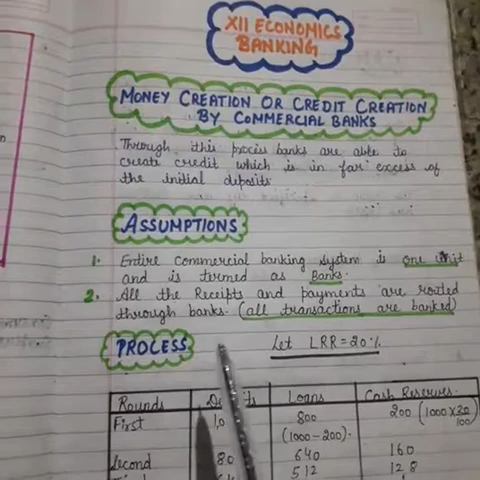 XII ECONOMICS
BANKING
MONEY CREATION OR CREDIT CREATION
BY COMMERCIAL BANKS
Through this process banks are able to
create credit which is in far excess of
the initial deposits
ASSUMPTIONS
1. Entire commercial banking system is one unit
and is termed as Banks.
2. All the Receipts and payments are routed
through banks. (all transactions are banked)
PROCESS Let LRR = 20%
Rounds Loans Cash Reserves.
First 800 200 (1000 × 20/100)
(1000-200).
Second 80 640 160
512 128